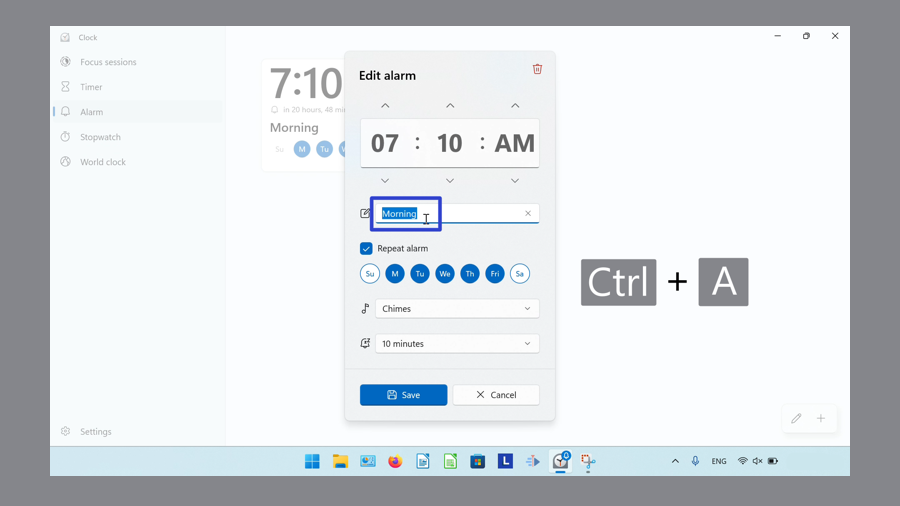 Clock
Focus sessions
Timer
Alarm
Stopwatch
World clock
Settings
7:10
in 20 hours, 48 min
Morning
Su M Tu
Edit alarm
07 : 10 : AM
Morning
Repeat alarm
Su M Tu We Th Fri Sa
Chimes
10 minutes
Save
Cancel
Ctrl + A
L
ENG